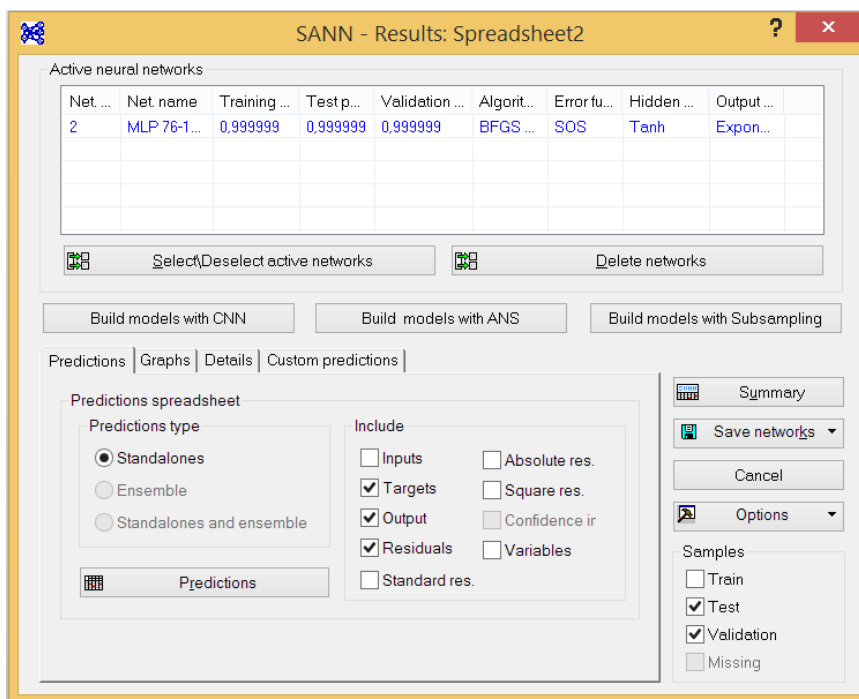 SANN - Results: Spreadsheet2 ? ×
Active neural networks
Net. ... Net. name Training ... Test p... Validation ... Algorit... Error fu... Hidden ... Output ...
2 MLP 76-1... 0,999999 0,999999 0,999999 BFGS ... SOS Tanh Expon...
Select\Deselect active networks Delete networks
Build models with CNN Build models with ANS Build models with Subsampling
Predictions Graphs Details Custom predictions
Predictions spreadsheet
Predictions type
Standalones
Ensemble
Standalones and ensemble
Predictions
Include
Inputs
Targets
Output
Residuals
Standard res.
Absolute res.
Square res.
Confidence ir
Variables
Summary
Save networks
Cancel
Options
Samples
Train
Test
Validation
Missing